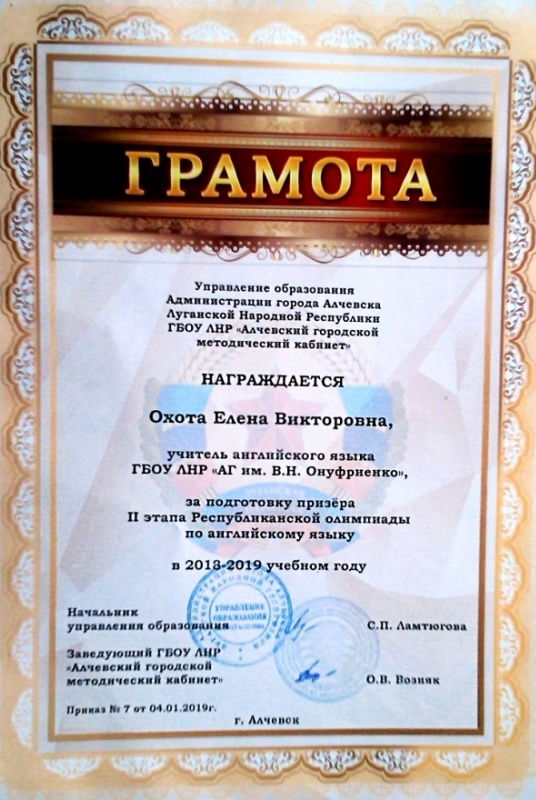 ГРАМОТА
Управление образования
Администрации города Алчевска
Луганской Народной Республики
ГБОУ ЛНР «Алчевский городской
методический кабинет»
НАГРАЖДАЕТСЯ
Охота Елена Викторовна,
учитель английского языка
ГБОУ ЛНР «АГ им. В.Н. Онуфриенко»,
за подготовку призёра
II этапа Республиканской олимпиады
по английскому языку
в 2018-2019 учебном году
УПРАВЛЕНИЕ
ОБРАЗОВАНИЯ
Начальник
управления образования С.П. Ламтюгова
Заведующий ГБОУ ЛНР
«Алчевский городской
методический кабинет» О.В. Возняк
Приказ № 7 от 04.01.2019г.
г. Алчевск